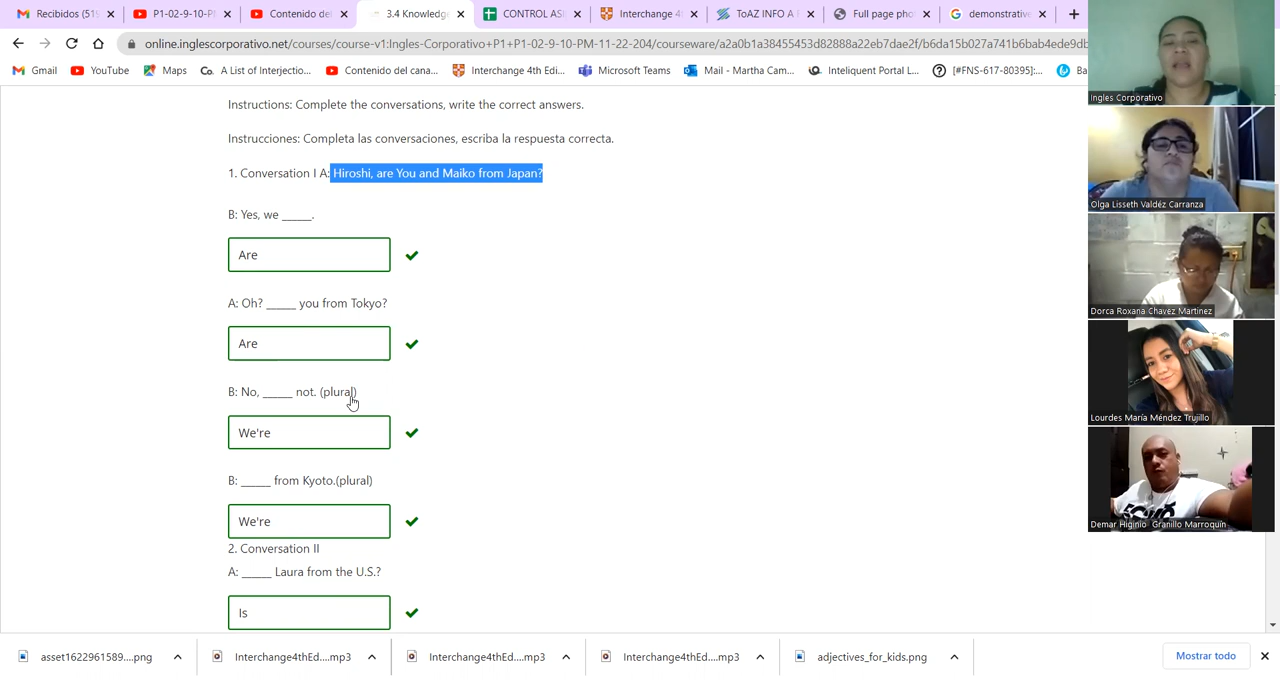 Recibidos (519
P1-02-9-10-P
Contenido de
3.4 Knowledg
CONTROL ASI
Interchange 4
ToAZ INFO A
Full page pho
demonstrative
online.inglescorporativo.net/courses/course-v1:Ingles-Corporativo+P1+P1-02-9-10-PM-11-22-204/courseware/a2a0b1a38455453d82888a22eb7dae2f/b6da15b027a741b6bab4ede9db
Gmail
YouTube
Maps
Co. A List of Interjectio...
Contenido del cana...
Interchange 4th Edi...
Microsoft Teams
Mail - Martha Cam...
Inteliquent Portal L...
[#FNS-617-80395]:...
Ba
Instructions: Complete the conversations, write the correct answers.
Instrucciones: Completa las conversaciones, escriba la respuesta correcta.
1. Conversation I A: Hiroshi, are You and Maiko from Japan?
B: Yes, we _____.
Are
A: Oh? _____ you from Tokyo?
Are
B: No, _____ not. (plural)
We're
B: _____ from Kyoto.(plural)
We're
2. Conversation II
A: _____ Laura from the U.S.?
Is
Ingles Corporativo
Olga Lisseth Valdéz Carranza
Dorca Roxana Chavez Martinez
Lourdes María Méndez Trujillo
Demar Higinio Granillo Marroquín
asset1622961589....png
Interchange4thEd....mp3
Interchange4thEd....mp3
Interchange4thEd....mp3
adjectives_for_kids.png
Mostrar todo